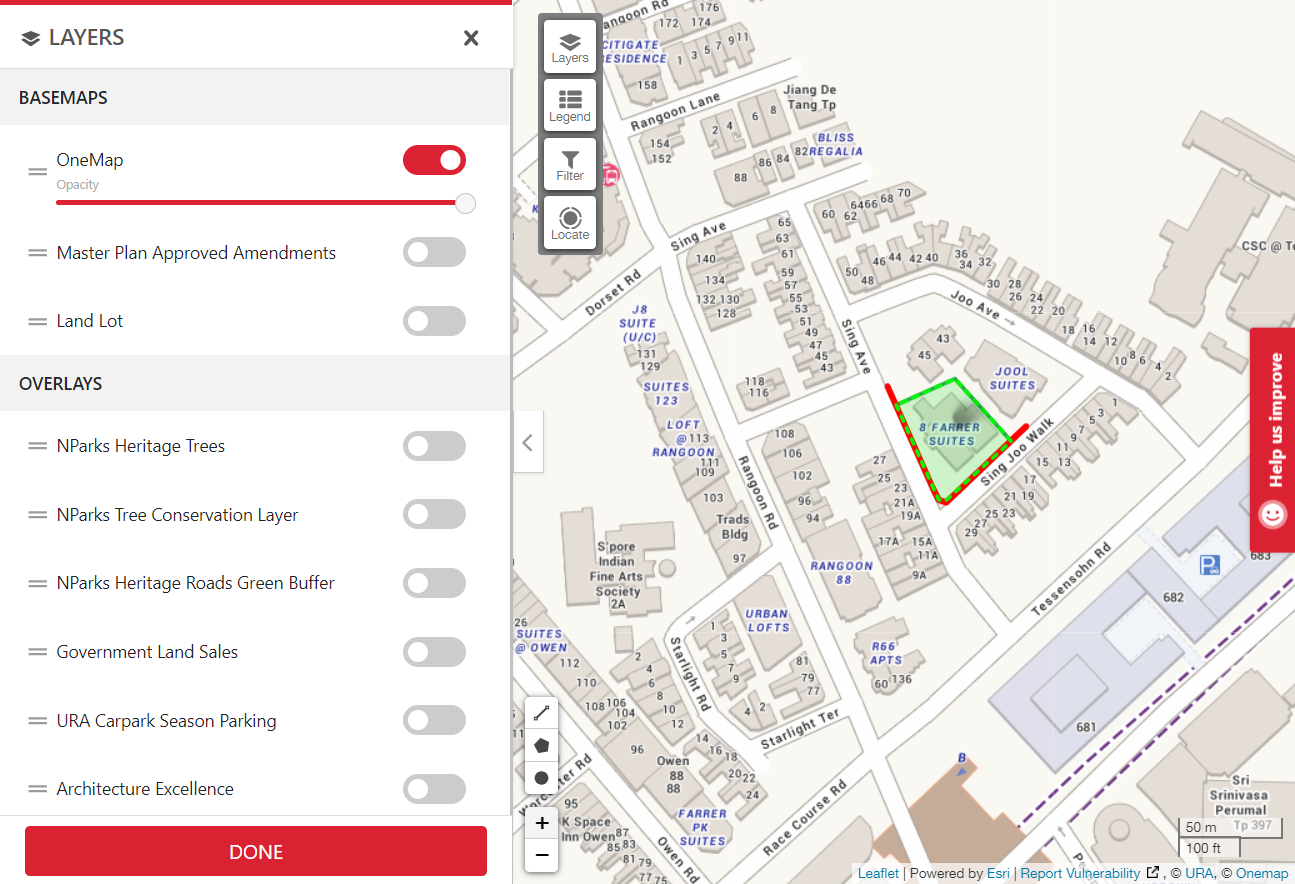 LAYERS
BASEMAPS
OneMap
Opacity
Master Plan Approved Amendments
Land Lot
OVERLAYS
NParks Heritage Trees
NParks Tree Conservation Layer
NParks Heritage Roads Green Buffer
Government Land Sales
URA Carpark Season Parking
Architecture Excellence
DONE
Layers
Legend
Filter
Locate
176
172 174
CITIGATE
RESIDENCE
1 3 5 7 9 11
158
Rangoon Lane
Jiang De
Tang Tp
154
152
2 4 6 8
BLISS
REGALIA
86 84 82
88
Sing Ave
60 62 64 66 68 70
65
63
61
59
57
55
53
51
49
47
45
43
140
134
132 130
128
Dorset Rd
50
48
46 44
42 40
36
34
32
30
28
26
24
22 20
18
16
14
12
10 8 6 4 2
CSC @ Te
Joo Ave
Sing Ave
J8
SUITE
(U/C)
131
129
SUITES
123
LOFT
@ 113
RANGOON
111
109
103
118
116
43
45
JOOL
SUITES
8 FARRER
SUITES
Sing Joo Walk
1
3
5
7
9
11
13
15
17
19
21
23
25
27
29
108
106
102
96
94
27
25
23
21A
19A
17A
15A
11A
9A
Rangoon Rd
Trads
Bldg
97
S'pore
Indian
Fine Arts
Society
2A
RANGOON
88
Tessensohn Rd
683
682
681
URBAN
LOFTS
R66
APTS
60 136
26
SUITES
@ OWEN
112
110
108 106
104
102
96
Starlight Rd
1
3
5
7
9
2
4
6
8
10
12
14
16
18
20
22
24
81
79
77
4 2
Starlight Ter
Owen
88
88
FARRER
PK
SUITES
95
K Space
Inn Owen
87
85 83
81
79
77
75
Owen Rd
Race Course Rd
B
Sri
Srinivasa
Perumal
Tp 397
Help us improve
+
−
50 m
100 ft
Leaflet | Powered by Esri | Report Vulnerability , © URA, © Onemap